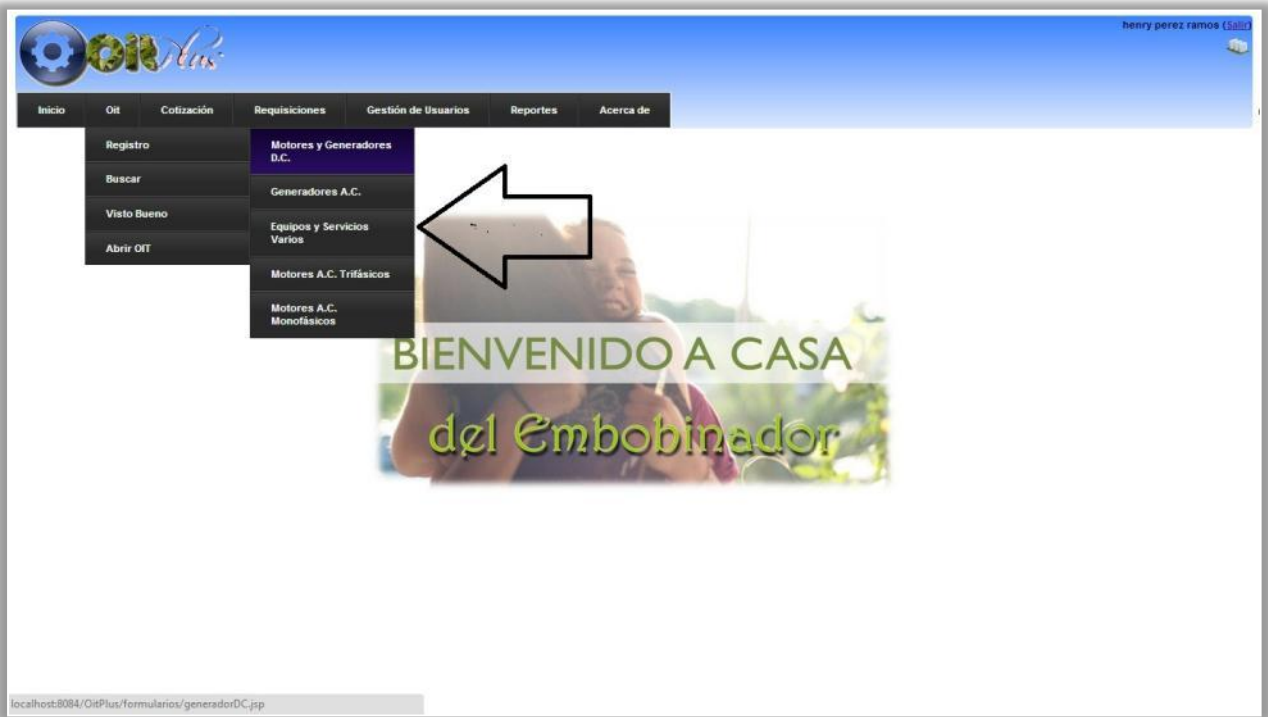 OitPlus
henry perez ramos (Salir)
Inicio Oit Cotización Requisiciones Gestión de Usuarios Reportes Acerca de
Registro
Buscar
Visto Bueno
Abrir OIT
Motores y Generadores
D.C.
Generadores A.C.
Equipos y Servicios
Varios
Motores A.C. Trifásicos
Motores A.C.
Monofásicos
BIENVENIDO A CASA
del Embobinador
localhost:8084/OitPlus/formularios/generadorDC.jsp